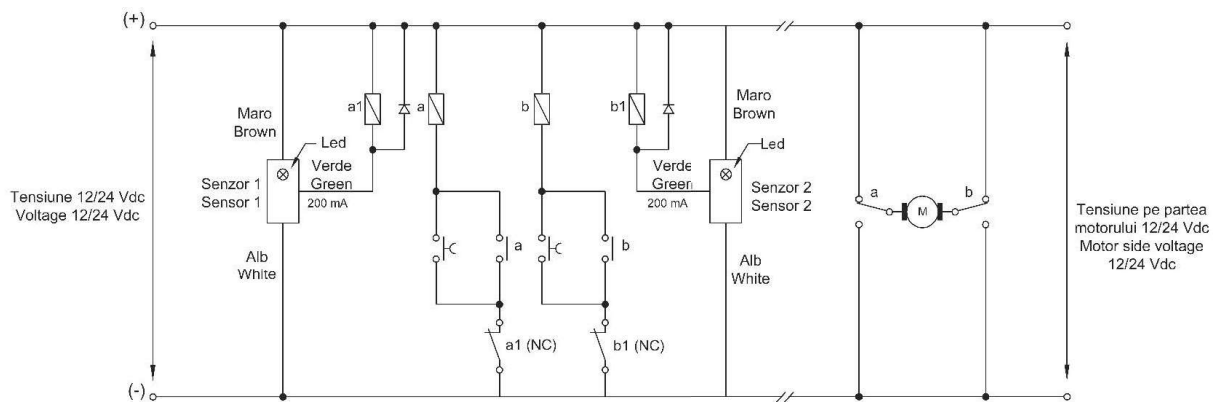 (+)
Tensiune 12/24 Vdc
Voltage 12/24 Vdc
(-)
Maro
Brown
Led
Senzor 1
Sensor 1
Alb
White
a1
Verde
Green
200 mA
a
a
a1 (NC)
b
b
b1 (NC)
b1
Verde
Green
200 mA
Maro
Brown
Led
Senzor 2
Sensor 2
Alb
White
a
M
b
Tensiune pe partea
motorului 12/24 Vdc
Motor side voltage
12/24 Vdc